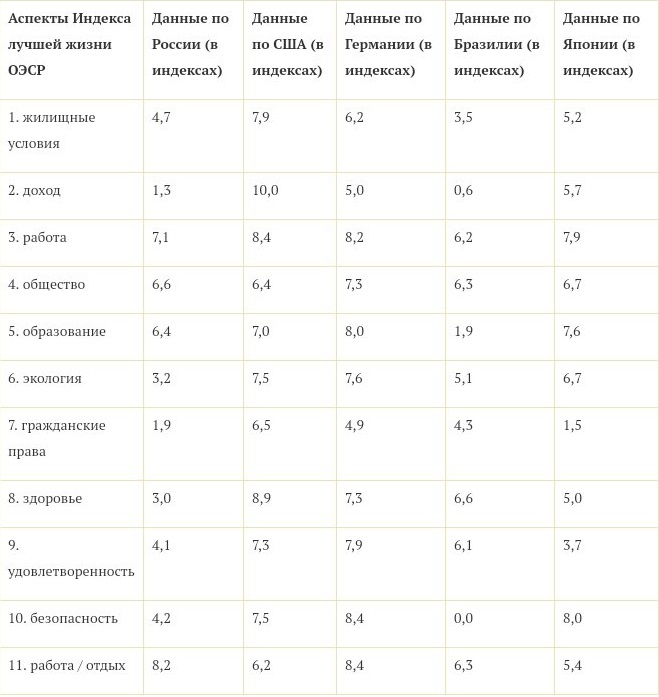 Аспекты Индекса лучшей жизни ОЭСР	Данные по России (в индексах)	Данные по США (в индексах)	Данные по Германии (в индексах)	Данные по Бразилии (в индексах)	Данные по Японии (в индексах)
1. жилищные условия	4,7	7,9	6,2	3,5	5,2
2. доход	1,3	10,0	5,0	0,6	5,7
3. работа	7,1	8,4	8,2	6,2	7,9
4. общество	6,6	6,4	7,3	6,3	6,7
5. образование	6,4	7,0	8,0	1,9	7,6
6. экология	3,2	7,5	7,6	5,1	6,7
7. гражданские права	1,9	6,5	4,9	4,3	1,5
8. здоровье	3,0	8,9	7,3	6,6	5,0
9. удовлетворенность	4,1	7,3	7,9	6,1	3,7
10. безопасность	4,2	7,5	8,4	0,0	8,0
11. работа / отдых	8,2	6,2	8,4	6,3	5,4